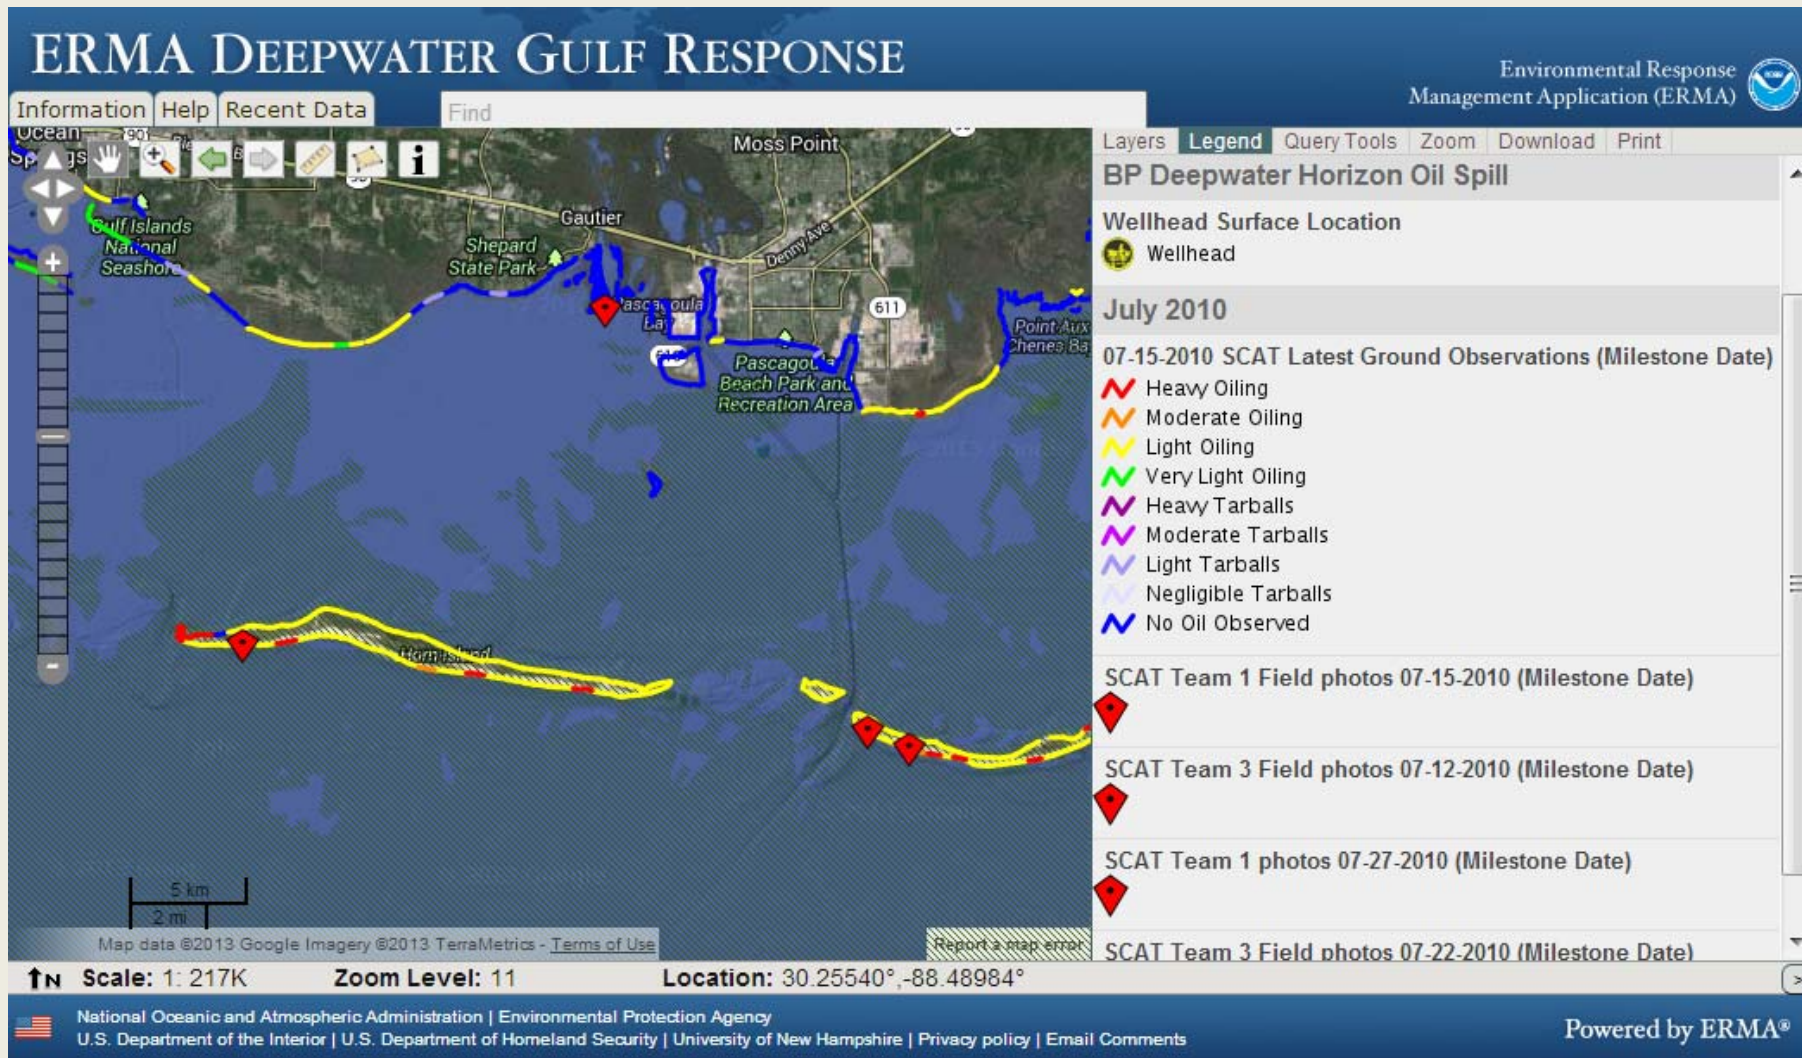 ERMA DEEPWATER GULF RESPONSE
Environmental Response
Management Application (ERMA)
Information Help Recent Data
Find
Layers Legend Query Tools Zoom Download Print
Ocean
90
Moss Point
Gulf Islands
National
Seashore
Gautier
Shepard
State Park
Denny Ave
611
Pascagoula
Bay
Point Aux
Chenes Ba
Pascagoula
Beach Park and
Recreation Area
Horn Island
5 km
2 mi
Map data ©2013 Google Imagery ©2013 TerraMetrics - Terms of Use
Report a map error
BP Deepwater Horizon Oil Spill
Wellhead Surface Location
Wellhead
July 2010
07-15-2010 SCAT Latest Ground Observations (Milestone Date)
Heavy Oiling
Moderate Oiling
Light Oiling
Very Light Oiling
Heavy Tarballs
Moderate Tarballs
Light Tarballs
Negligible Tarballs
No Oil Observed
SCAT Team 1 Field photos 07-15-2010 (Milestone Date)
SCAT Team 3 Field photos 07-12-2010 (Milestone Date)
SCAT Team 1 photos 07-27-2010 (Milestone Date)
SCAT Team 3 Field photos 07-22-2010 (Milestone Date)
N Scale: 1: 217K Zoom Level: 11 Location: 30.25540°,-88.48984°
National Oceanic and Atmospheric Administration | Environmental Protection Agency
U.S. Department of the Interior | U.S. Department of Homeland Security | University of New Hampshire | Privacy policy | Email Comments
Powered by ERMA®